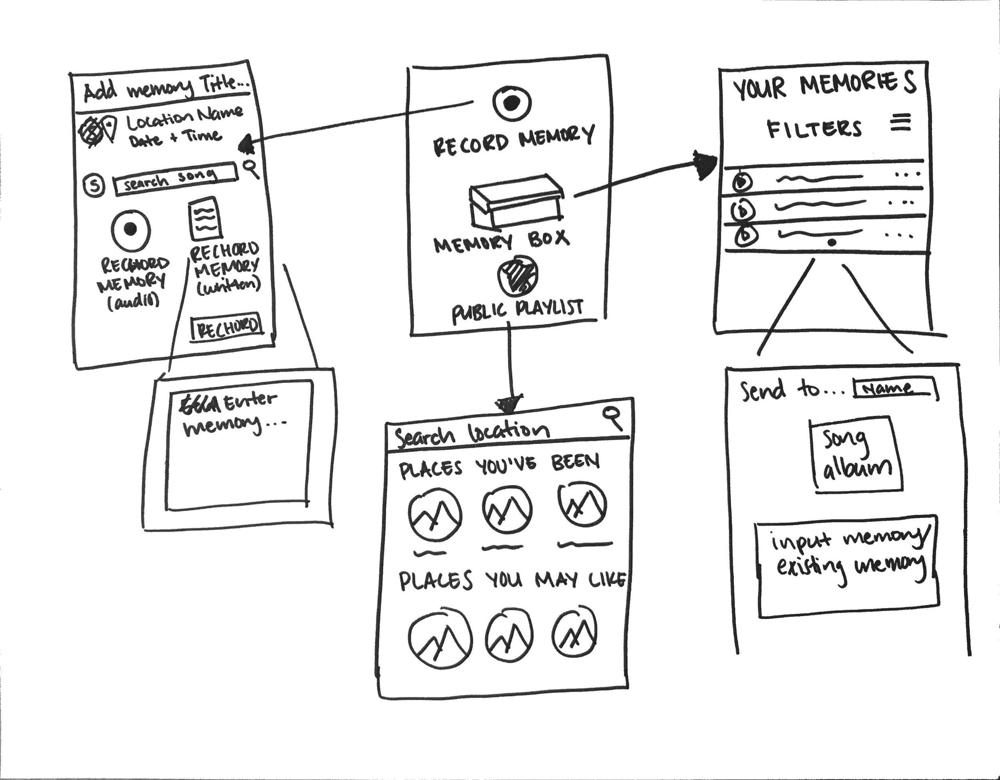 Add memory Title...
Location Name
Date + Time
S
search song
RECHORD
MEMORY
(audio)
RECHORD
MEMORY
(written)
RECHORD
Enter
memory...
RECORD MEMORY
MEMORY BOX
PUBLIC PLAYLIST
Search location
PLACES YOU'VE BEEN
PLACES YOU MAY LIKE
YOUR MEMORIES
FILTERS
...
...
...
Send to... Name
song
album
input memory/
existing memory